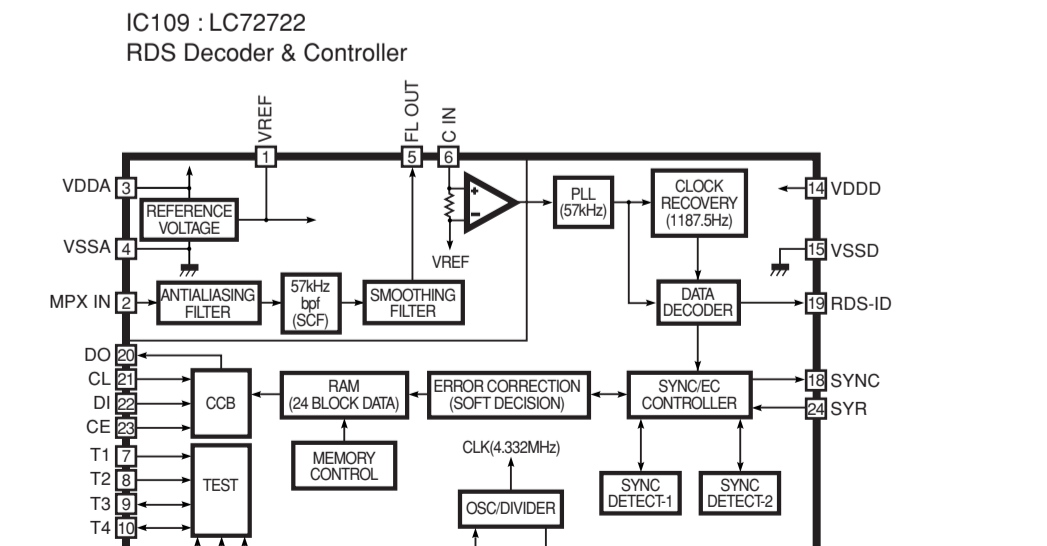 IC109 : LC72722
RDS Decoder & Controller
VREF
FL OUT
C IN
1
5
6
VDDA
3
REFERENCE
VOLTAGE
VSSA
4
+
−
VREF
PLL
(57kHz)
CLOCK
RECOVERY
(1187.5Hz)
14
VDDD
15
VSSD
MPX IN
2
ANTIALIASING
FILTER
57kHz
bpf
(SCF)
SMOOTHING
FILTER
DATA
DECODER
19
RDS-ID
DO
20
CL
21
DI
22
CE
23
CCB
RAM
(24 BLOCK DATA)
ERROR CORRECTION
(SOFT DECISION)
SYNC/EC
CONTROLLER
18
SYNC
24
SYR
T1
7
T2
8
T3
9
T4
10
TEST
MEMORY
CONTROL
CLK(4.332MHz)
OSC/DIVIDER
SYNC
DETECT-1
SYNC
DETECT-2